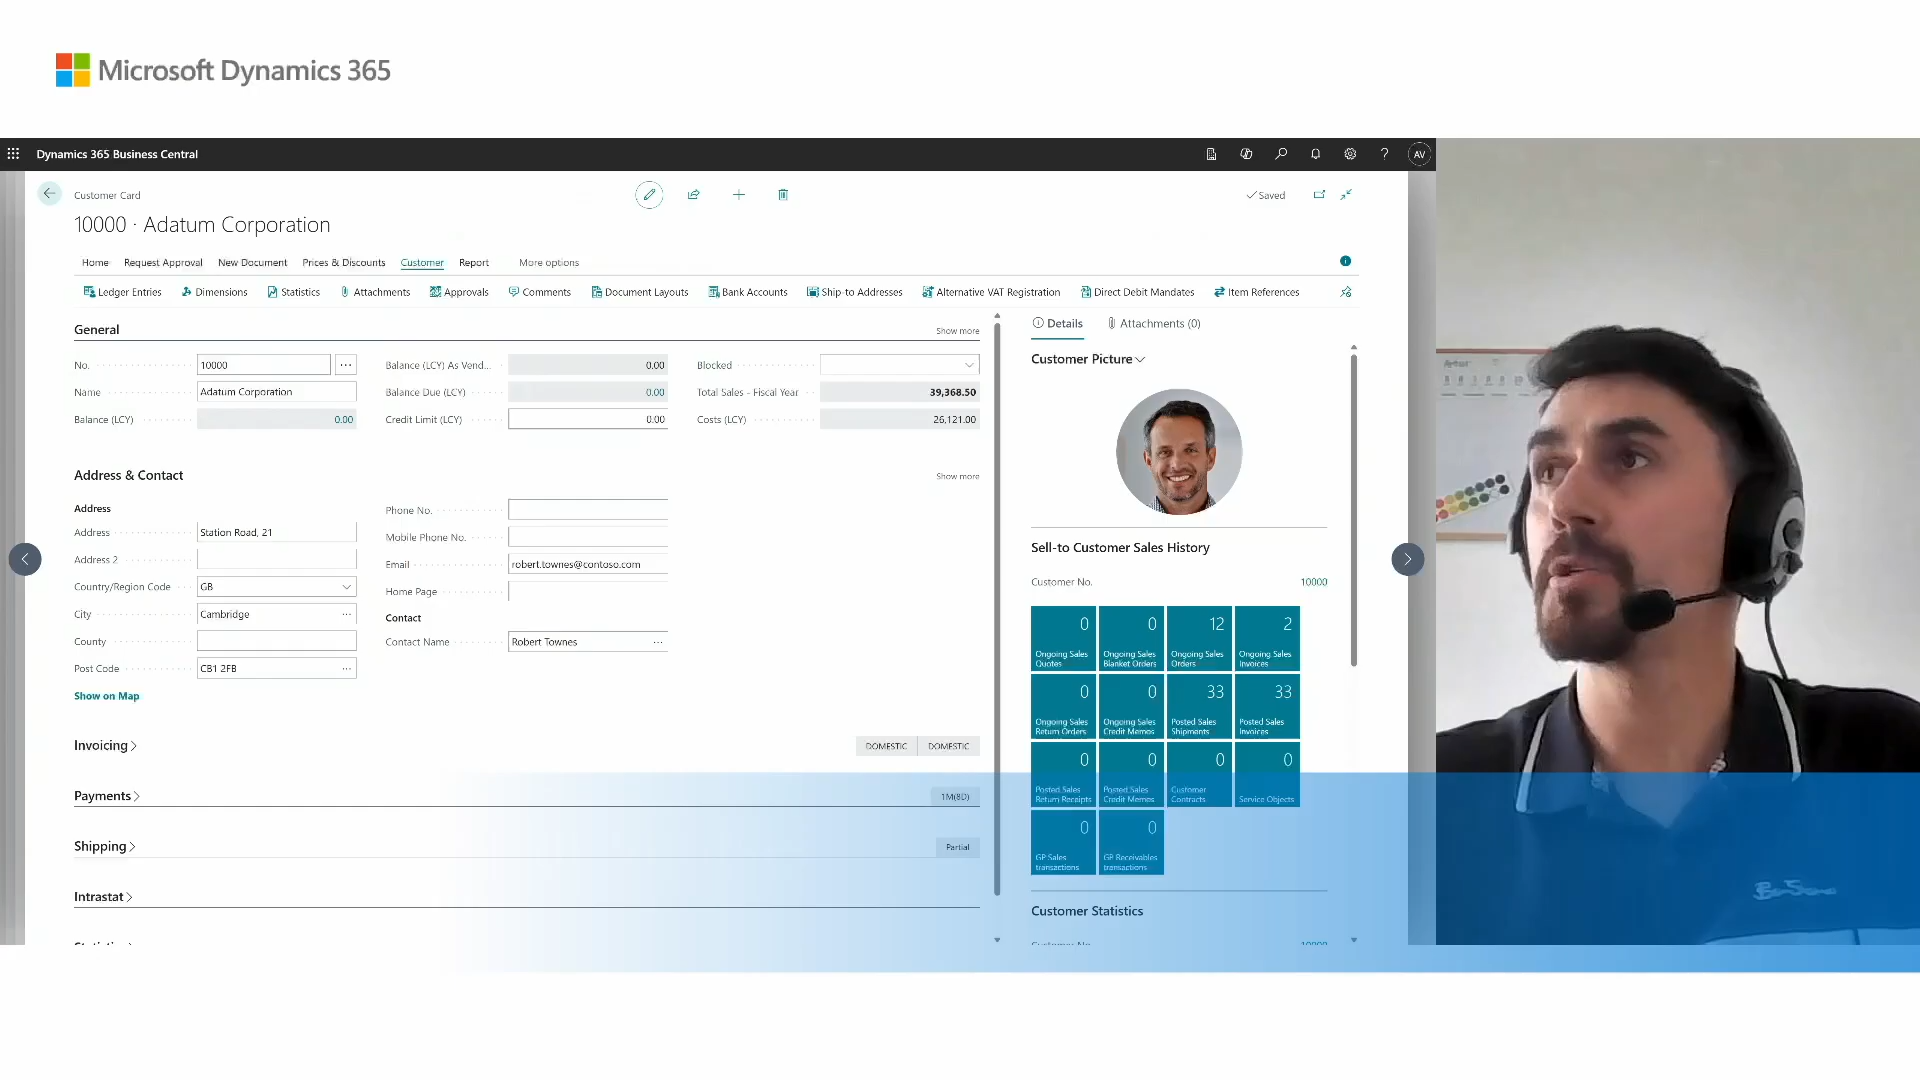 Microsoft Dynamics 365
Dynamics 365 Business Central
AV
Customer Card
Saved
10000 · Adatum Corporation
Home Request Approval New Document Prices & Discounts Customer Report More options
Ledger Entries Dimensions Statistics Attachments Approvals Comments Document Layouts Bank Accounts Ship-to Addresses Alternative VAT Registration Direct Debit Mandates Item References
General
Show more
No. 10000
Name Adatum Corporation
Balance (LCY) 0.00
Balance (LCY) As Vend... 0.00
Balance Due (LCY) 0.00
Credit Limit (LCY) 0.00
Blocked
Total Sales - Fiscal Year 39,368.50
Costs (LCY) 26,121.00
Address & Contact
Show more
Address
Address Station Road, 21
Address 2
Country/Region Code GB
City Cambridge
County
Post Code CB1 2FB
Show on Map
Phone No.
Mobile Phone No.
Email robert.townes@contoso.com
Home Page
Contact
Contact Name Robert Townes
Invoicing
DOMESTIC DOMESTIC
Payments
1M(8D)
Shipping
Partial
Intrastat
Details Attachments (0)
Customer Picture
Sell-to Customer Sales History
Customer No. 10000
0 Ongoing Sales Quotes
0 Ongoing Sales Blanket Orders
12 Ongoing Sales Orders
2 Ongoing Sales Invoices
0 Ongoing Sales Return Orders
0 Ongoing Sales Credit Memos
33 Posted Sales Shipments
33 Posted Sales Invoices
0 Posted Sales Return Receipts
0 Posted Sales Credit Memos
0 Customer Contracts
0 Service Objects
0 GP Sales transactions
0 GP Receivables transactions
Customer Statistics